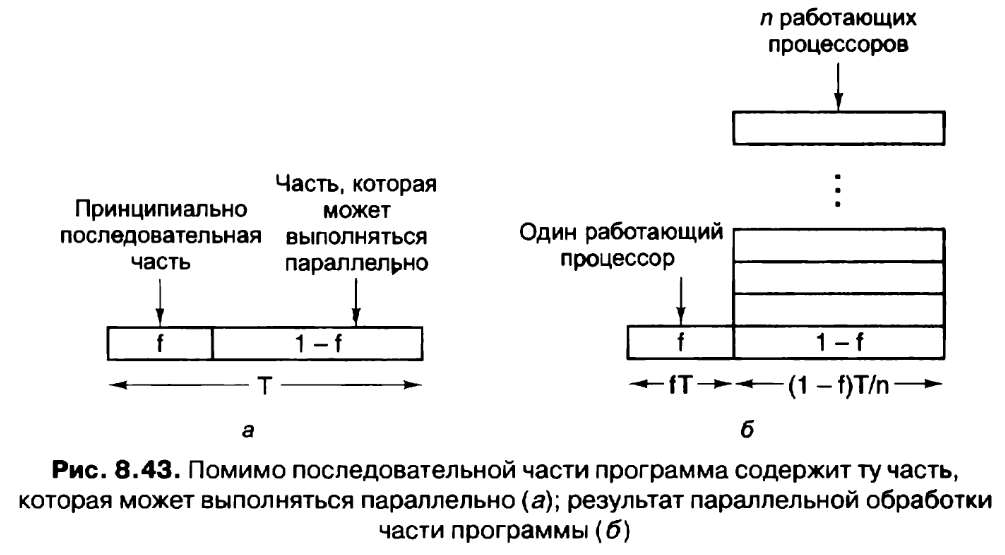 n работающих
процессоров
Часть, которая
может
выполняться
параллельно
Принципиально
последовательная
часть
Один работающий
процессор
f
1 – f
f
1 – f
T
fT
(1 – f)T/n
а
б
Рис. 8.43. Помимо последовательной части программа содержит ту часть,
которая может выполняться параллельно (а); результат параллельной обработки
части программы (б)